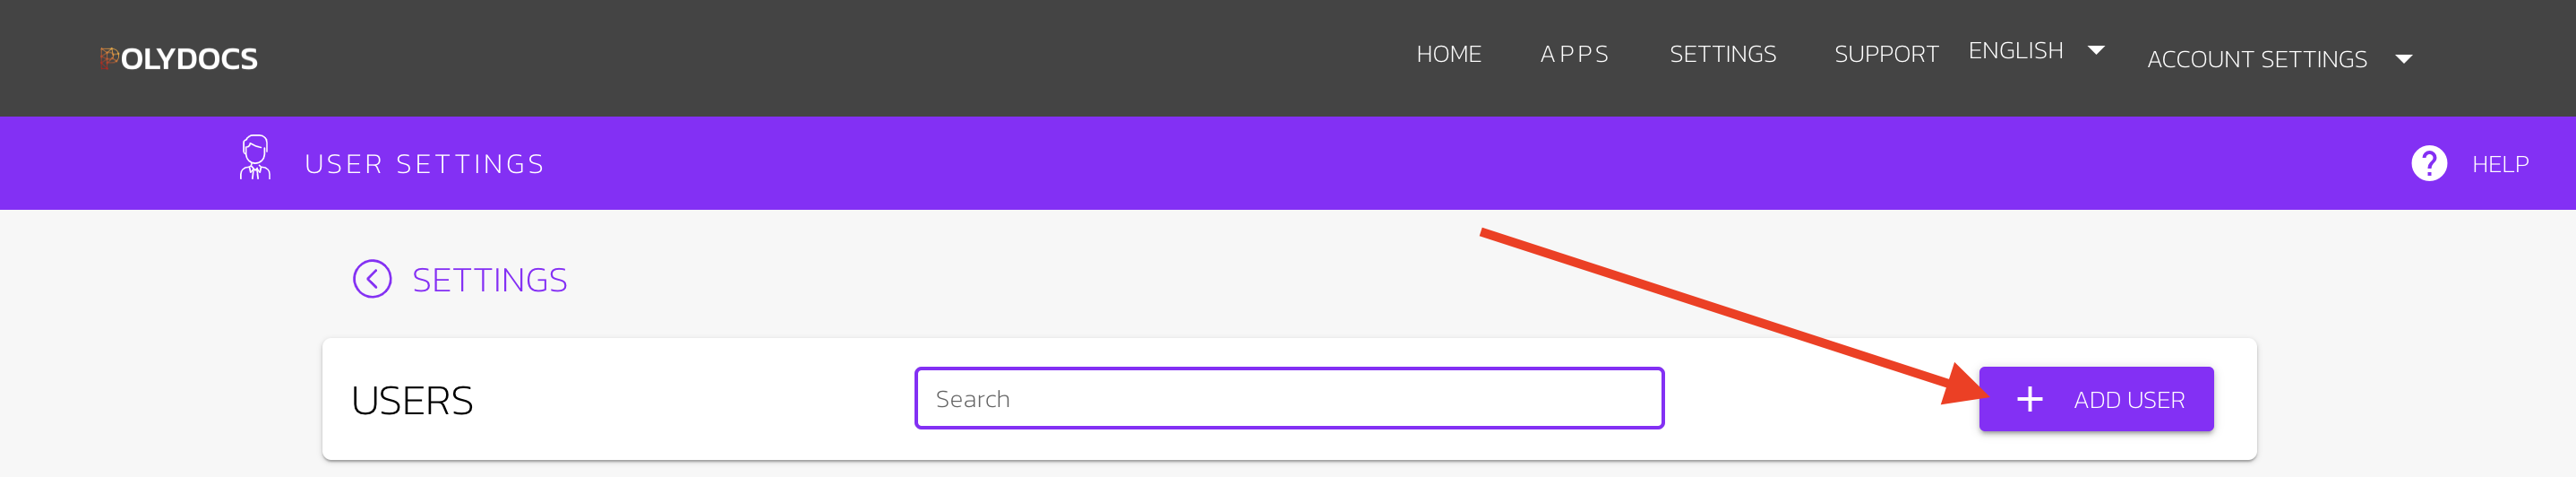 POLYDOCS
HOME APPS SETTINGS SUPPORT ENGLISH ACCOUNT SETTINGS
USER SETTINGS
? HELP
SETTINGS
USERS
Search
+ ADD USER